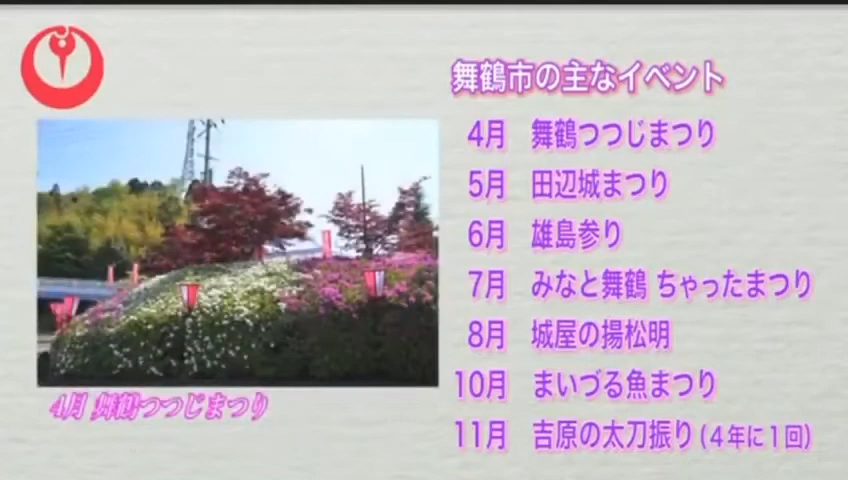 舞鶴市の主なイベント
4月 舞鶴つつじまつり
5月 田辺城まつり
6月 雄島参り
7月 みなと舞鶴 ちゃったまつり
8月 城屋の揚松明
10月 まいづる魚まつり
11月 吉原の太刀振り(4年に1回)
4月 舞鶴つつじまつり